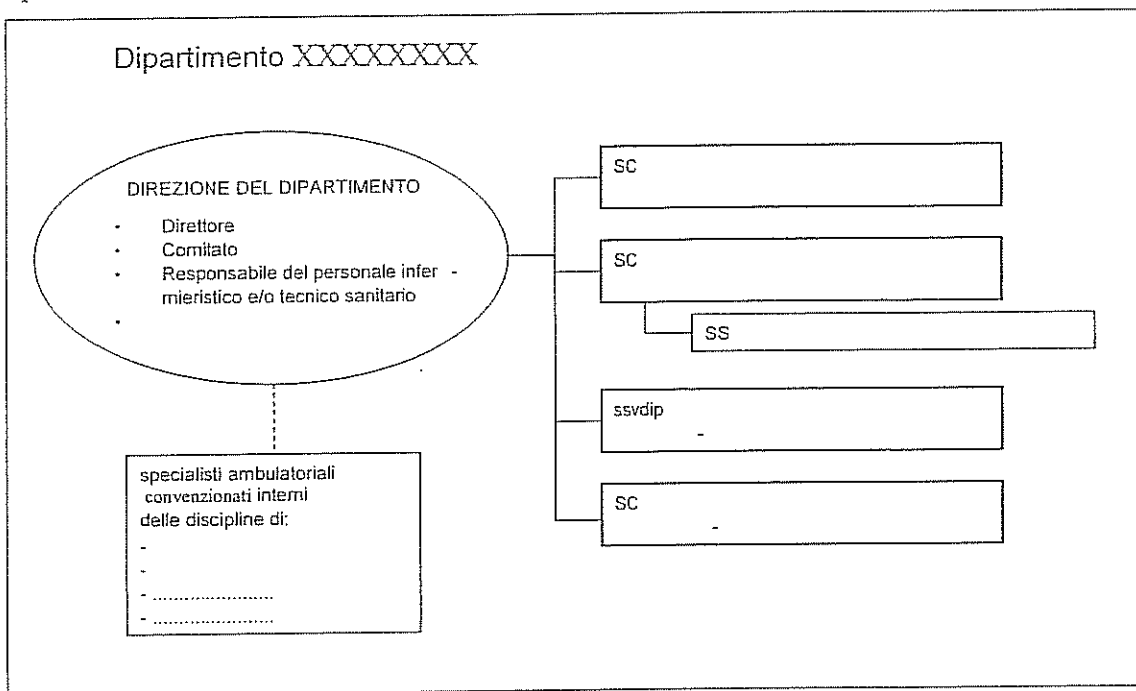 Dipartimento XXXXXXXX
DIREZIONE DEL DIPARTIMENTO
- Direttore
- Comitato
- Responsabile del personale infer -
mieristico e/o tecnico sanitario
-
specialisti ambulatoriali
convenzionati interni
delle discipline di:
-
-
- ........................
- ........................
SC
SC
SS
ssvdip
-
SC
-